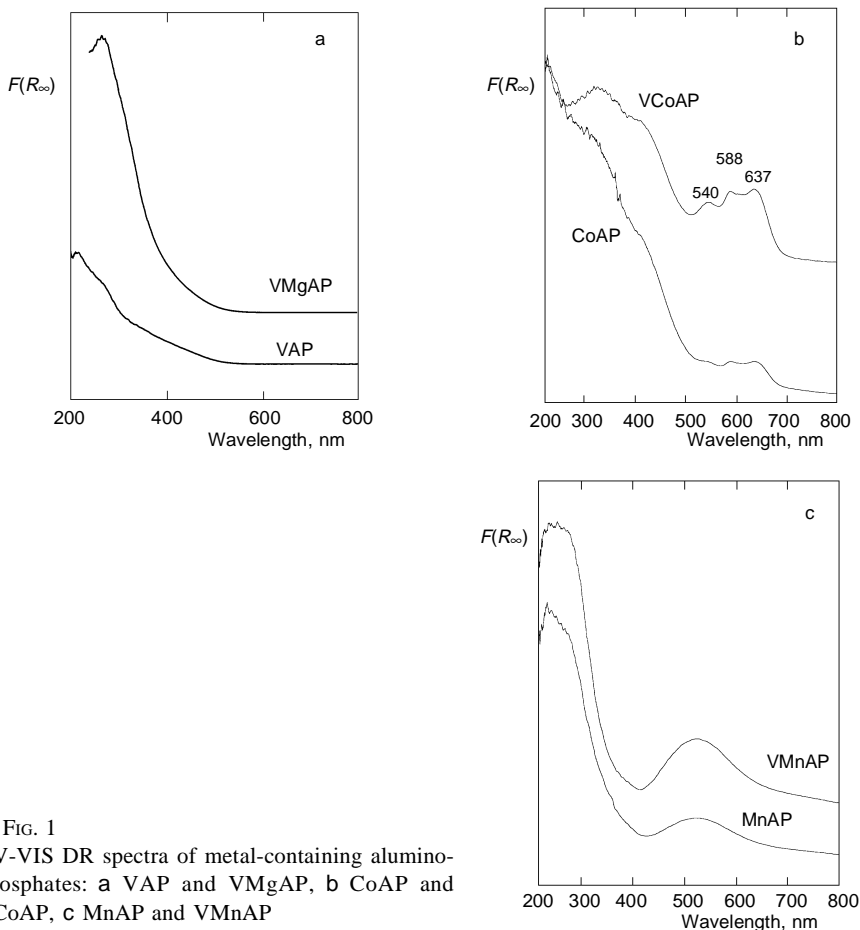 a
F(R∞)
VMgAP
VAP
200 400 600 800
Wavelength, nm
b
F(R∞)
VCoAP
588
637
540
CoAP
200 300 400 500 600 700 800
Wavelength, nm
c
F(R∞)
VMnAP
MnAP
200 300 400 500 600 700 800
Wavelength, nm
FIG. 1
V-VIS DR spectra of metal-containing alumino-
osphates: a VAP and VMgAP, b CoAP and
CoAP, c MnAP and VMnAP